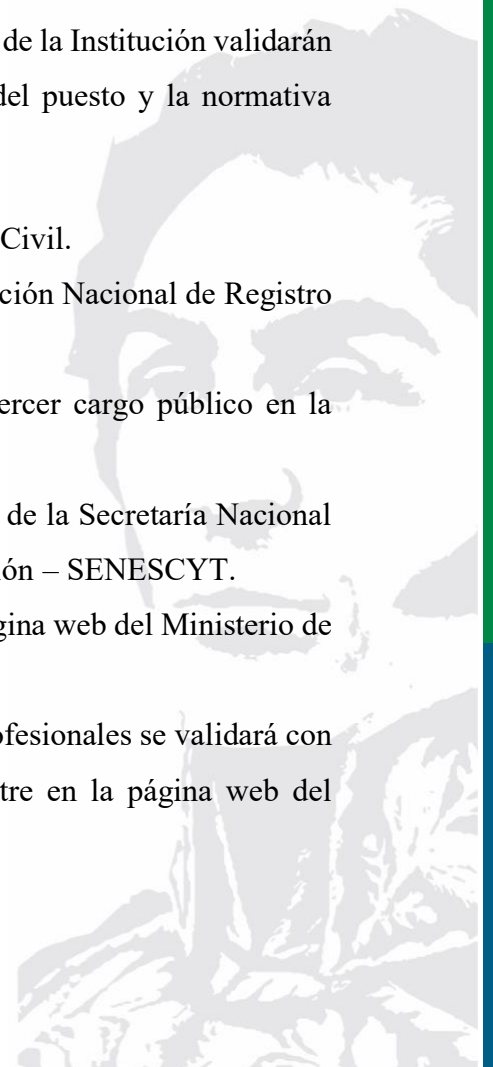 de la Institución validarán
del puesto y la normativa
Civil.
ción Nacional de Registro
ercer cargo público en la
de la Secretaría Nacional
ón – SENESCYT.
gina web del Ministerio de
ofesionales se validará con
tre en la página web del